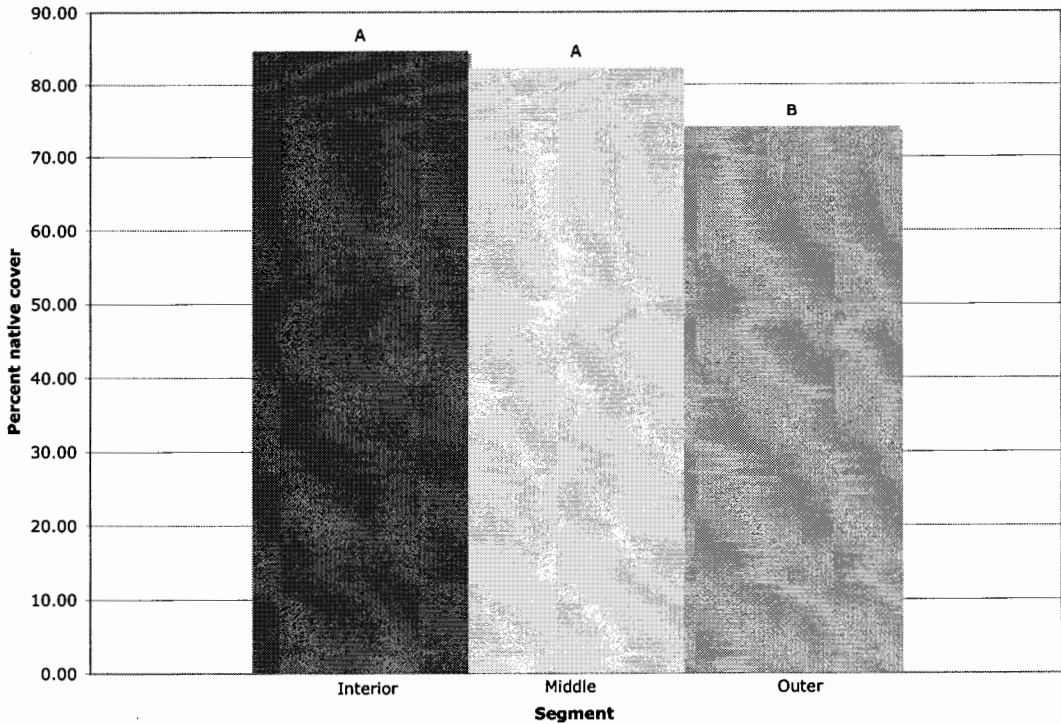 90.00
80.00
70.00
60.00
50.00
40.00
30.00
20.00
10.00
0.00
Percent native cover
A
A
B
Interior
Middle
Outer
Segment